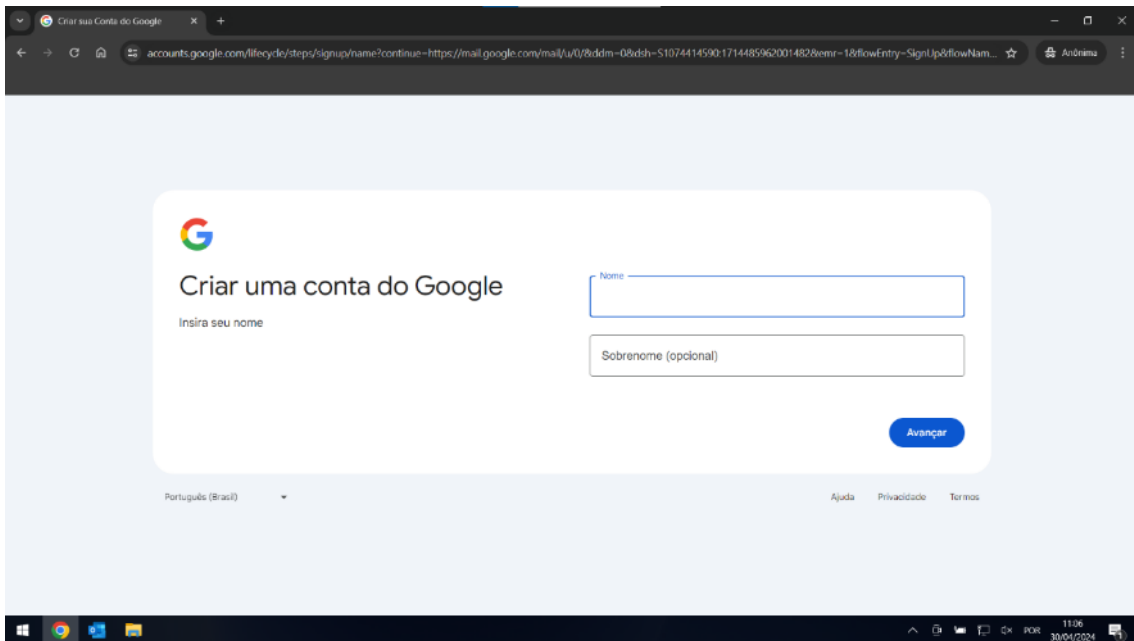 Criar sua Conta do Google
accounts.google.com/lifecycle/steps/signup/name?continue=https://mail.google.com/mail/u/0/&ddm=0&dsh=S1074414590:1714485962001482&emr=1&flowEntry=SignUp&flowNam...
Anônima
Criar uma conta do Google
Insira seu nome
Nome
Sobrenome (opcional)
Avançar
Português (Brasil)
Ajuda Privacidade Termos
POR
11:06
30/04/2024